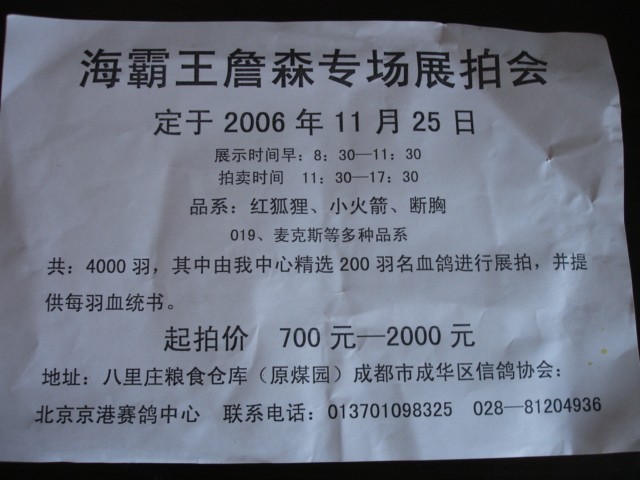 海霸王詹森专场展拍会
定于 2006 年 11 月 25 日
展示时间早：8：30—11：30
拍卖时间 11：30—17：30
品系：红狐狸、小火箭、断胸
019、麦克斯等多种品系
共：4000 羽，其中由我中心精选 200 羽名血鸽进行展拍，并提
供每羽血统书。
起拍价 700 元—2000 元
地址：八里庄粮食仓库（原煤园）成都市成华区信鸽协会：
北京京港赛鸽中心 联系电话：013701098325 028—81204936